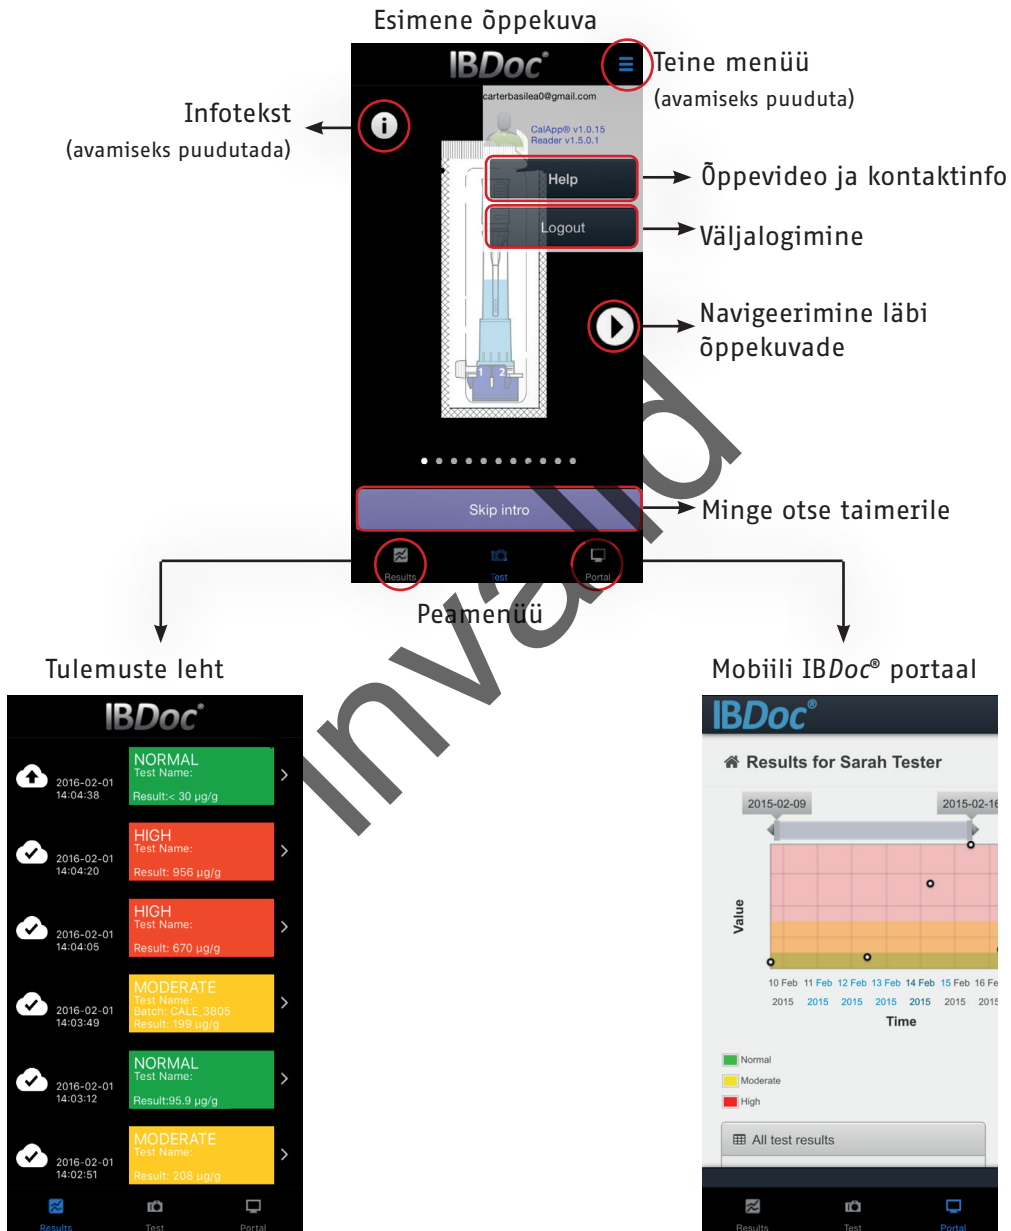 Esimene õppekuva
IBDoc®
Teine menüü
(avamiseks puuduta)
carterbasilea0@gmail.com
Infotekst
(avamiseks puudutada)
i
CalApp® v1.0.15
Reader v1.5.0.1
Help
Õppevideo ja kontaktinfo
Logout
Väljalogimine
Navigeerimine läbi
õppekuvade
1 2
Skip intro
Minge otse taimerile
Results
Test
Portal
Peamenüü
Invalid
Tulemuste leht
IBDoc®
NORMAL
Test Name:
2016-02-01
14:04:38
Result:< 30 µg/g
HIGH
Test Name:
2016-02-01
14:04:20
Result: 956 µg/g
HIGH
Test Name:
2016-02-01
14:04:05
Result: 670 µg/g
MODERATE
Test Name:
Batch: CALE_3805
2016-02-01
14:03:49
Result: 199 µg/g
NORMAL
Test Name:
2016-02-01
14:03:12
Result:95.9 µg/g
MODERATE
Test Name:
2016-02-01
14:02:51
Result: 208 µg/g
Results
Test
Portal
Mobiili IBDoc® portaal
IBDoc®
Results for Sarah Tester
2015-02-09
2015-02-16
Value
10 Feb 11 Feb 12 Feb 13 Feb 14 Feb 15 Feb 16 Fe
2015 2015 2015 2015 2015 2015 2015
Time
Normal
Moderate
High
All test results
Results
Test
Portal